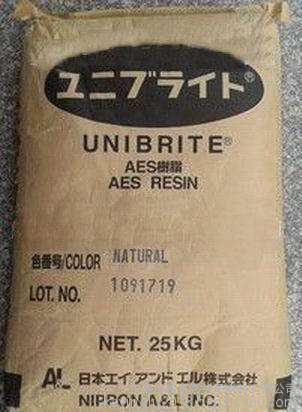 ユニブライト®
UNIBRITE®
AES樹脂
AES RESIN
色番号/COLOR NATURAL
LOT. NO. 1091719
NET. 25KG
AL 日本エイアンドエル株式会社
NIPPON A&L INC.